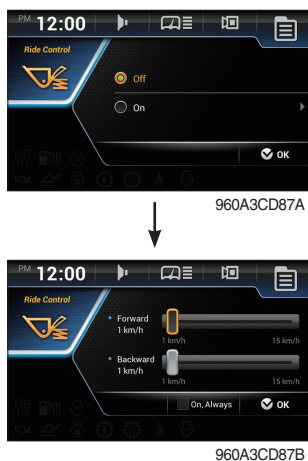 PM 12:00
Ride Control
Off
On
OK
960A3CD87A
PM 12:00
Ride Control
• Forward
1 km/h
1 km/h 15 km/h
• Backward
1 km/h
1 km/h 15 km/h
On, Always OK
960A3CD87B